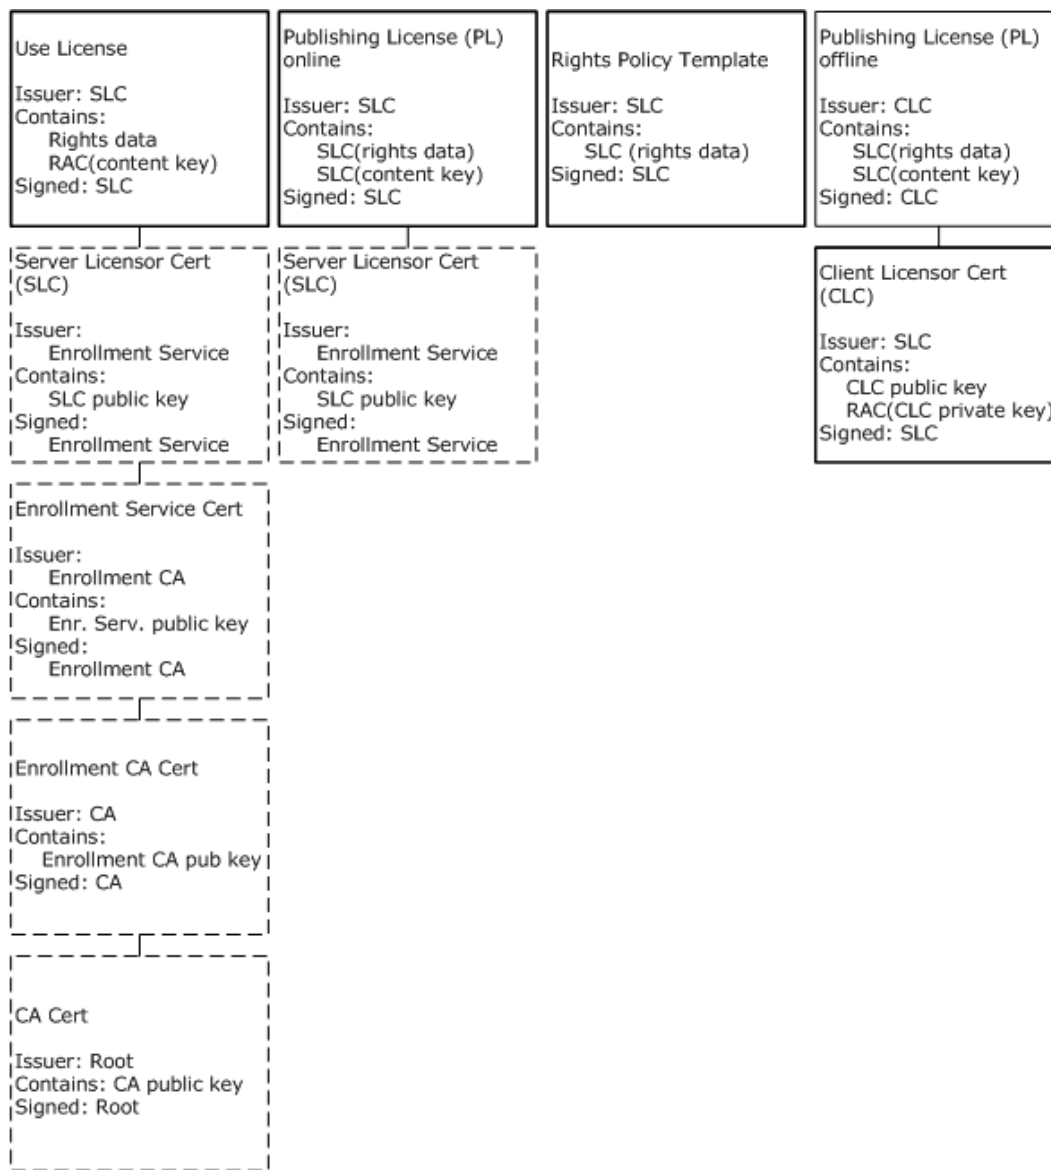 Use License
Issuer: SLC
Contains:
Rights data
RAC(content key)
Signed: SLC
Publishing License (PL)
online
Issuer: SLC
Contains:
SLC(rights data)
SLC(content key)
Signed: SLC
Rights Policy Template
Issuer: SLC
Contains:
SLC (rights data)
Signed: SLC
Publishing License (PL)
offline
Issuer: CLC
Contains:
SLC(rights data)
SLC(content key)
Signed: CLC
Server Licensor Cert
(SLC)
Issuer:
Enrollment Service
Contains:
SLC public key
Signed:
Enrollment Service
Server Licensor Cert
(SLC)
Issuer:
Enrollment Service
Contains:
SLC public key
Signed:
Enrollment Service
Client Licensor Cert
(CLC)
Issuer: SLC
Contains:
CLC public key
RAC(CLC private key)
Signed: SLC
Enrollment Service Cert
Issuer:
Enrollment CA
Contains:
Enr. Serv. public key
Signed:
Enrollment CA
Enrollment CA Cert
Issuer: CA
Contains:
Enrollment CA pub key
Signed: CA
CA Cert
Issuer: Root
Contains: CA public key
Signed: Root